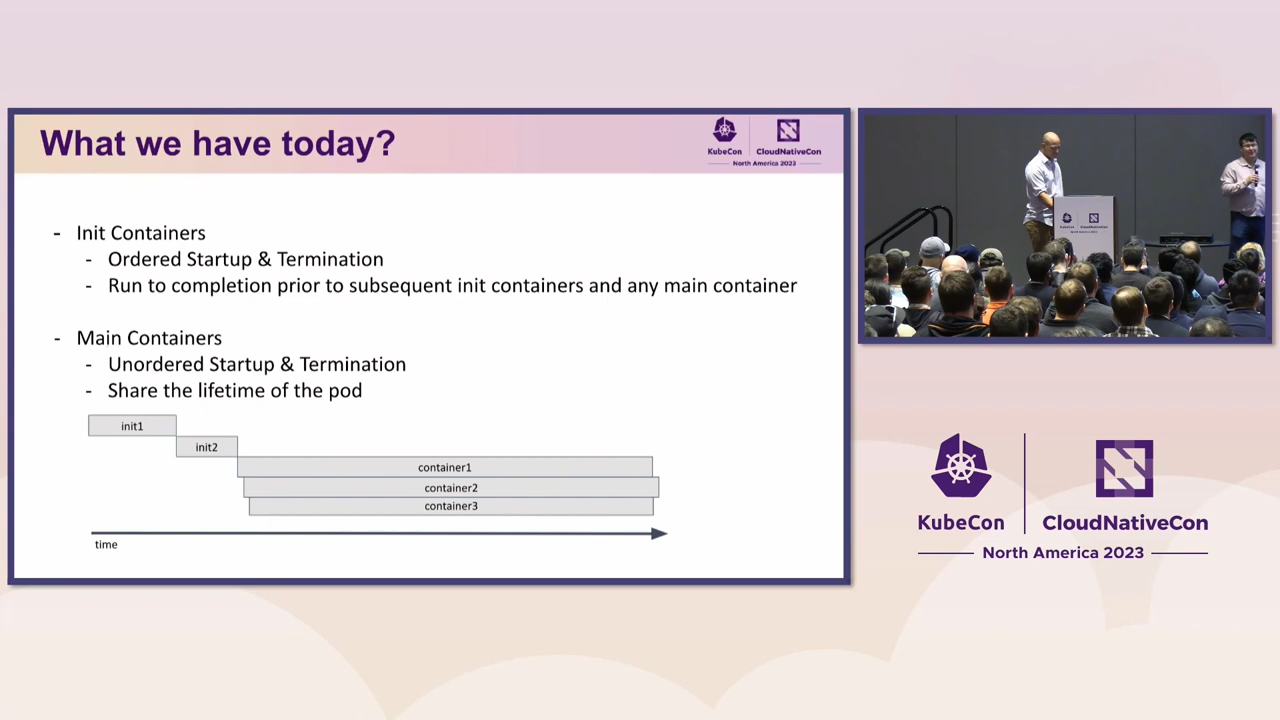 What we have today?
KubeCon
CloudNativeCon
North America 2023
- Init Containers
- Ordered Startup & Termination
- Run to completion prior to subsequent init containers and any main container
- Main Containers
- Unordered Startup & Termination
- Share the lifetime of the pod
init1
init2
container1
container2
container3
time
KubeCon
CloudNativeCon
North America 2023